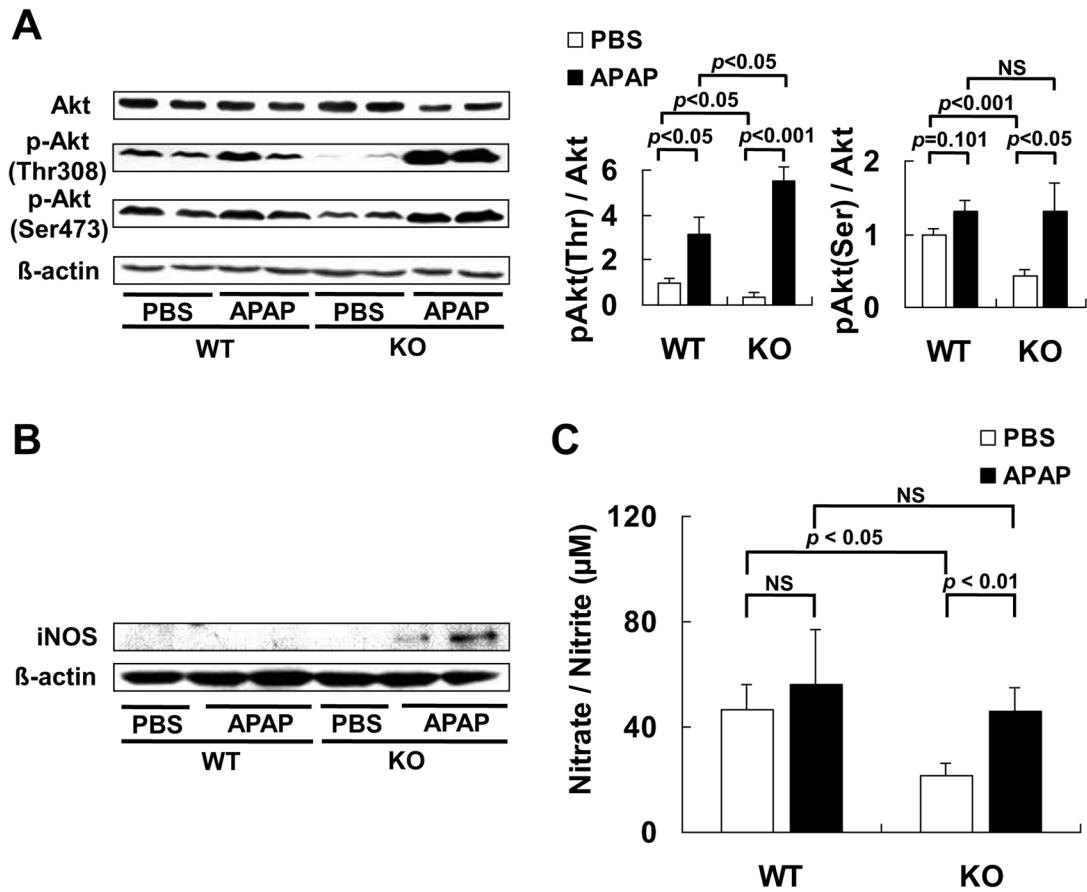 A
Akt
p-Akt
(Thr308)
p-Akt
(Ser473)
ß-actin
PBS APAP PBS APAP
WT KO
PBS
APAP
p<0.05
p<0.05
p<0.05 p<0.001
pAkt(Thr) / Akt
6
4
2
0
WT KO
NS
p<0.001
p=0.101 p<0.05
pAkt(Ser) / Akt
2
1
0
WT KO
B
iNOS
ß-actin
PBS APAP PBS APAP
WT KO
C
PBS
APAP
NS
p < 0.05
NS p < 0.01
Nitrate / Nitrite (µM)
120
80
40
0
WT KO